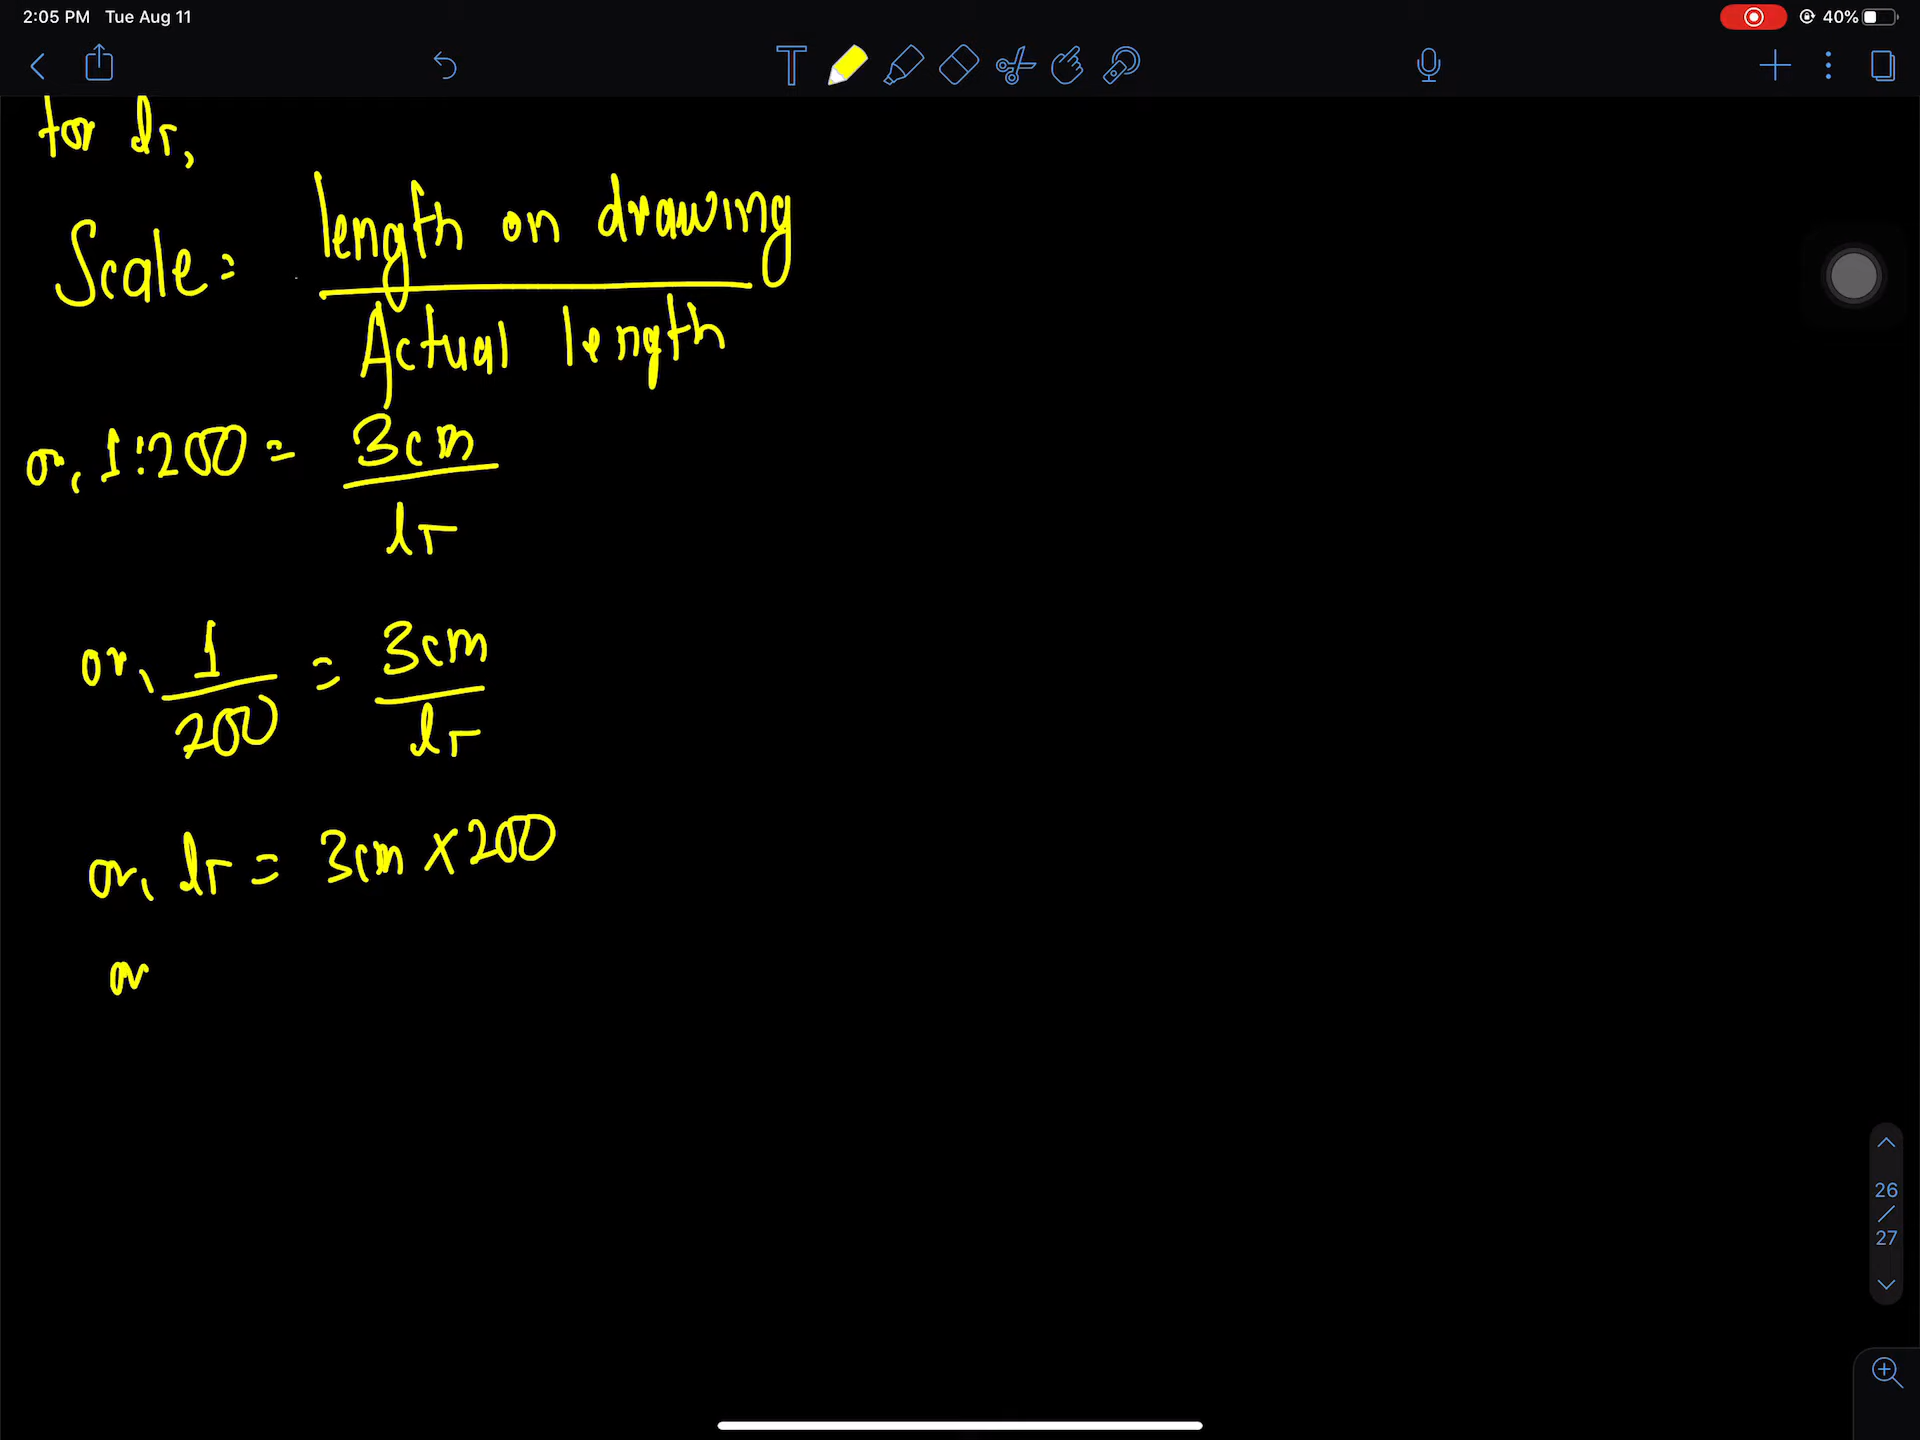 2:05 PM Tue Aug 11
40%
for lr,
Scale = length on drawing
Actual length
or, 1:200 = 3cm
lr
or, 1 = 3cm
200 lr
or, lr = 3cm × 200
or
26
/
27